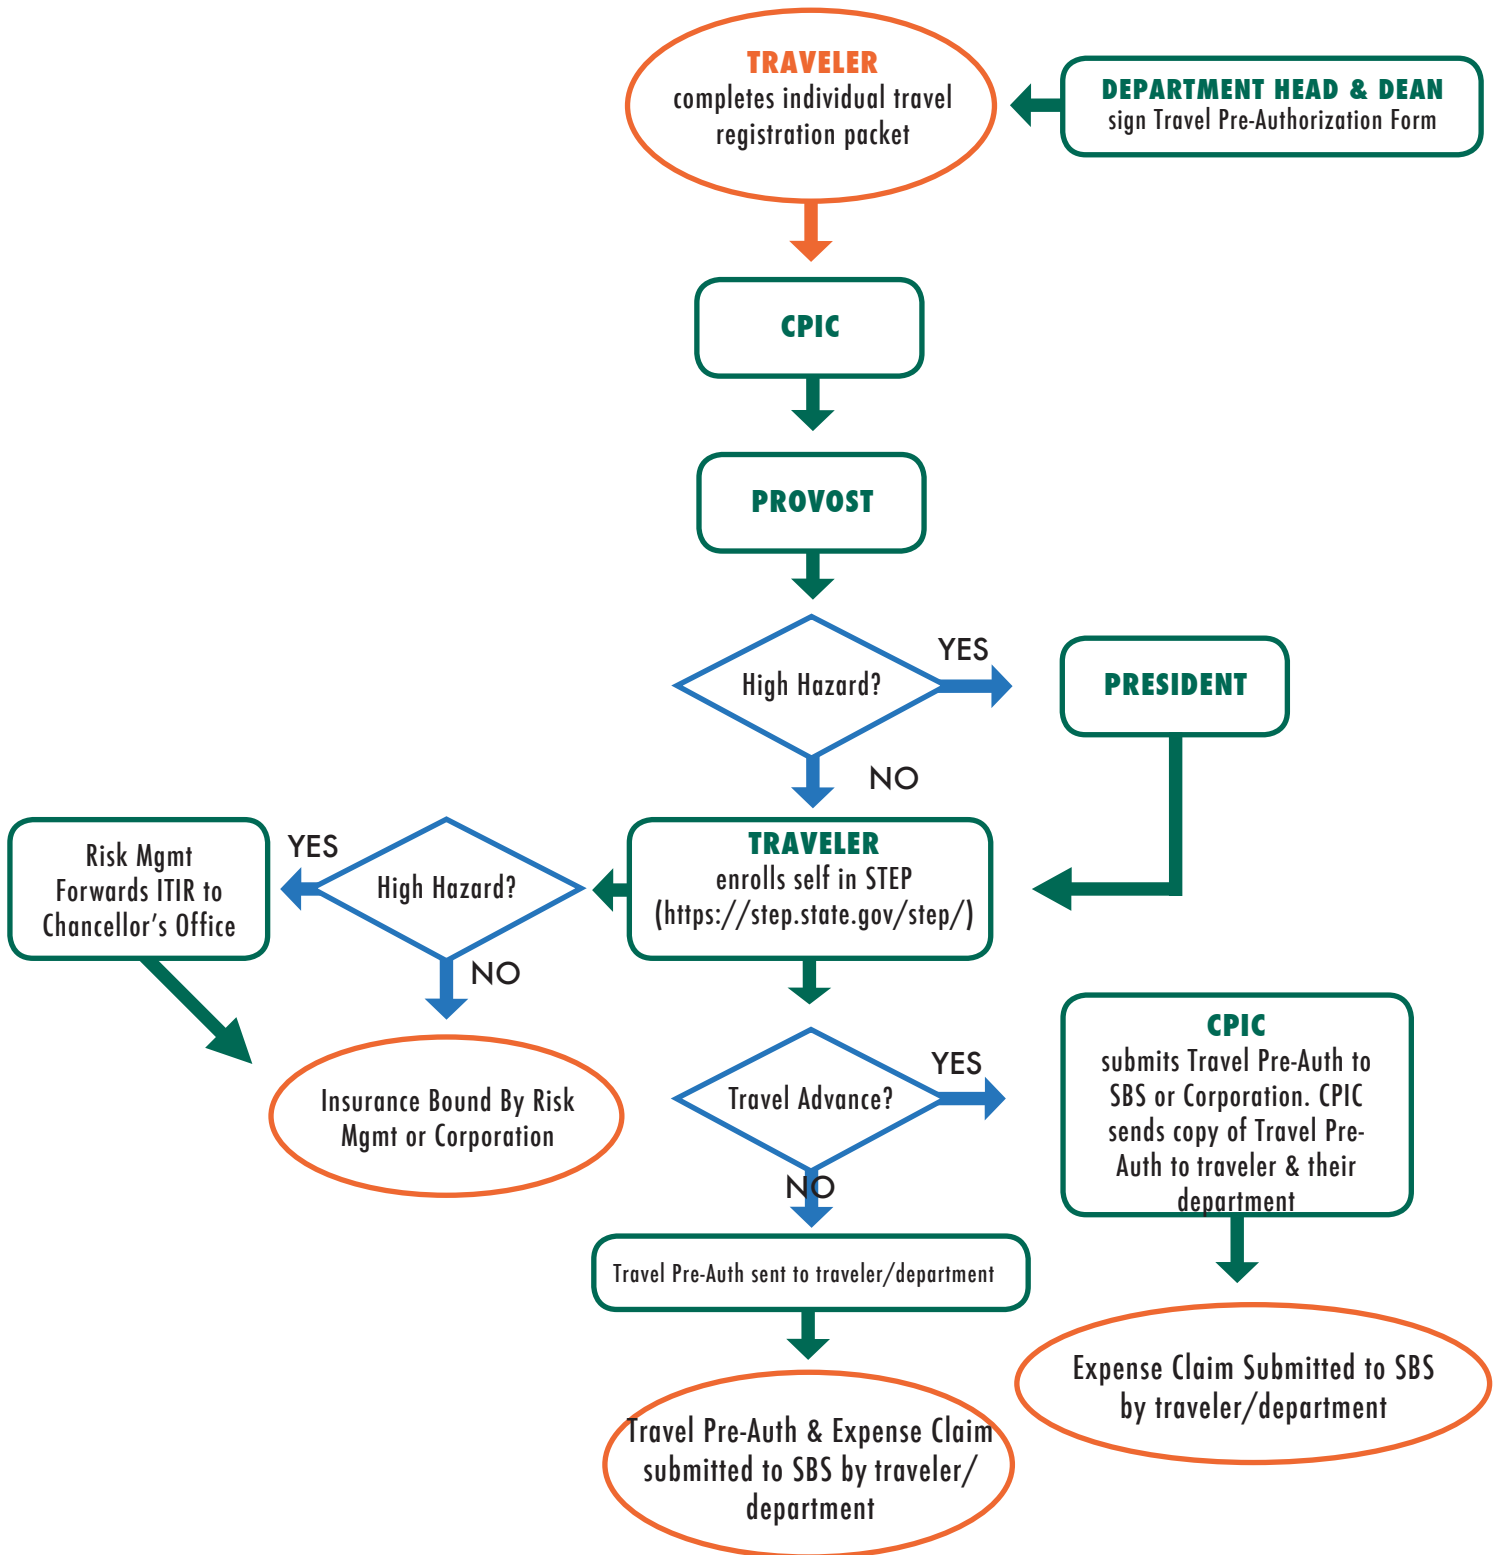 TRAVELER
completes individual travel
registration packet
DEPARTMENT HEAD & DEAN
sign Travel Pre-Authorization Form
CPIC
PROVOST
High Hazard?
YES
PRESIDENT
NO
TRAVELER
enrolls self in STEP
(https://step.state.gov/step/)
High Hazard?
YES
Risk Mgmt
Forwards ITIR to
Chancellor's Office
NO
Insurance Bound By Risk
Mgmt or Corporation
Travel Advance?
YES
CPIC
submits Travel Pre-Auth to
SBS or Corporation. CPIC
sends copy of Travel Pre-
Auth to traveler & their
department
NO
Travel Pre-Auth sent to traveler/department
Expense Claim Submitted to SBS
by traveler/department
Travel Pre-Auth & Expense Claim
submitted to SBS by traveler/
department